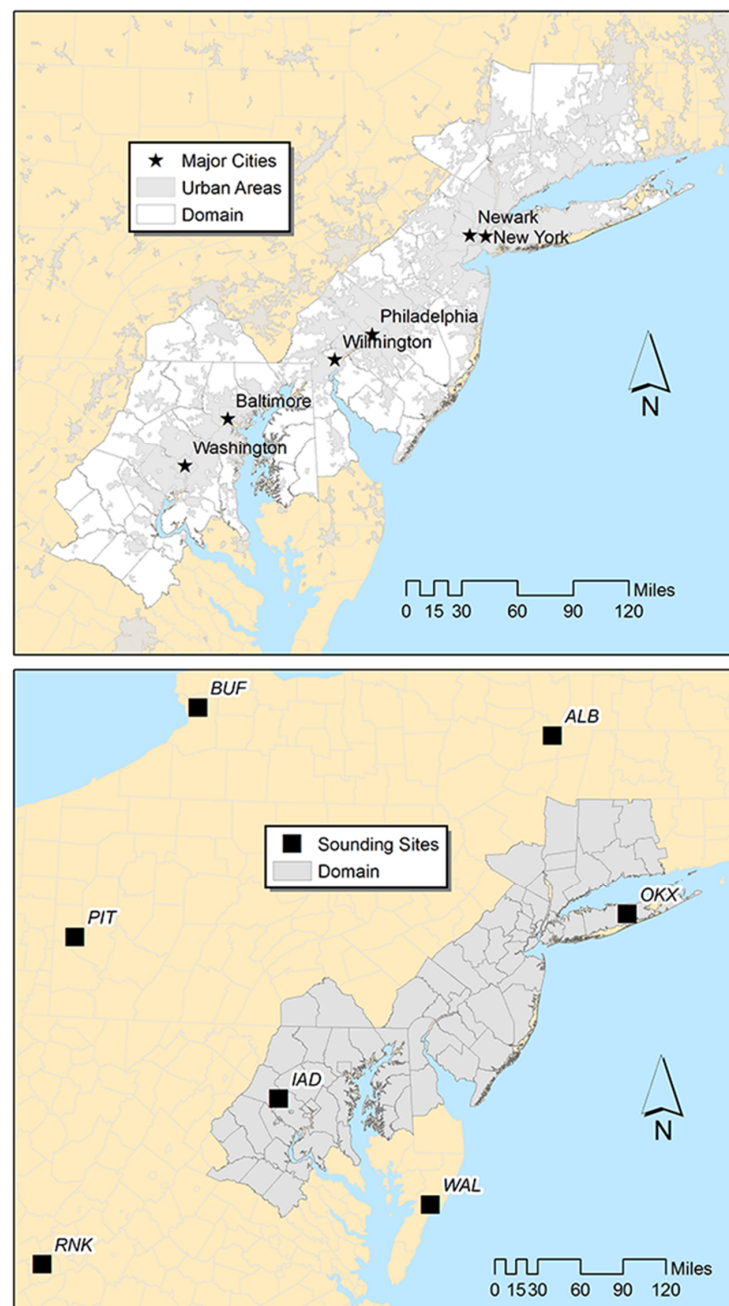 Major Cities
Urban Areas
Domain
Newark
New York
Philadelphia
Wilmington
Baltimore
Washington
N
Miles
0 15 30 60 90 120
BUF
ALB
Sounding Sites
Domain
OKX
PIT
IAD
N
WAL
RNK
Miles
0 15 30 60 90 120